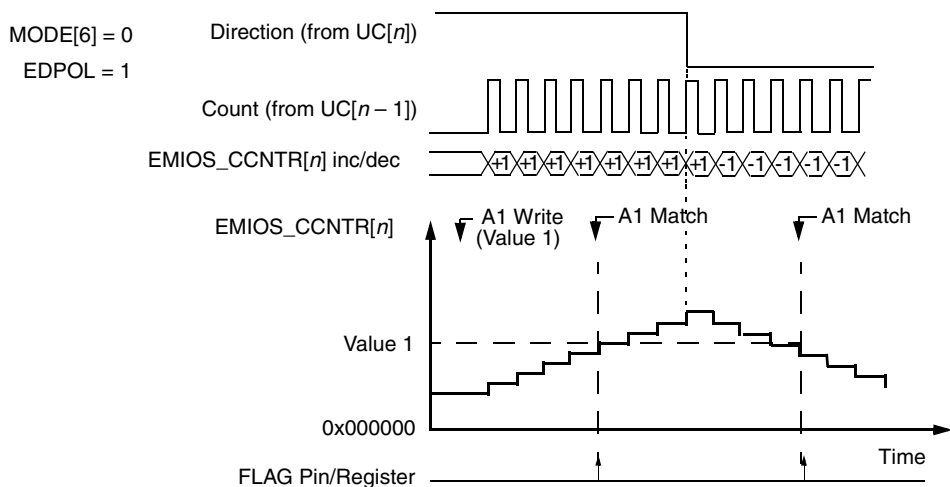 MODE[6] = 0
EDPOL = 1
Direction (from UC[n])
Count (from UC[n – 1])
EMIOS_CCNTR[n] inc/dec
+1 +1 +1 +1 +1 +1 +1 +1 -1 -1 -1 -1 -1
EMIOS_CCNTR[n]
A1 Write
(Value 1)
A1 Match
A1 Match
Value 1
0x000000
Time
FLAG Pin/Register